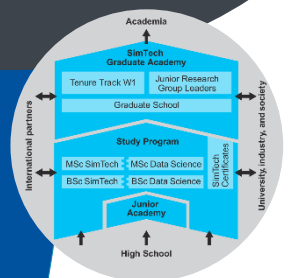 Academia
SimTech
Graduate Academy
Tenure Track W1
Junior Research
Group Leaders
Graduate School
International partners
University, industry, and society
Study Program
MSc SimTech
MSc Data Science
BSc SimTech
BSc Data Science
SimTech
Certificates
Junior
Academy
High School